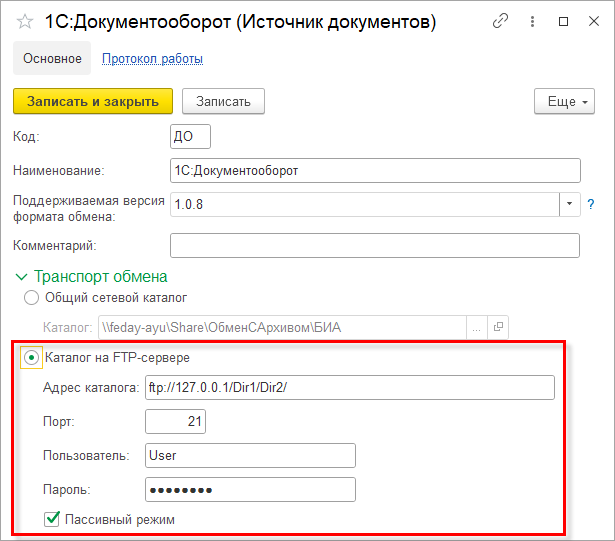 1С:Документооборот (Источник документов)
Основное Протокол работы
Записать и закрыть Записать Еще
Код: ДО
Наименование: 1С:Документооборот
Поддерживаемая версия формата обмена: 1.0.8 ?
Комментарий:
Транспорт обмена
Общий сетевой каталог
Каталог: \\feday-ayu\Share\ОбменСАрхивом\БИА ...
Каталог на FTP-сервере
Адрес каталога: ftp://127.0.0.1/Dir1/Dir2/
Порт: 21
Пользователь: User
Пароль: ●●●●●●●●
Пассивный режим